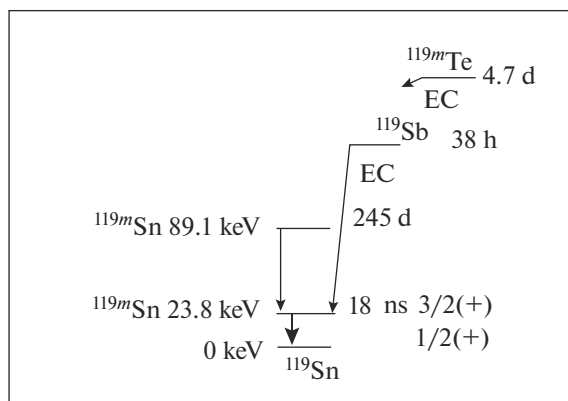 119mTe 4.7 d
EC
119Sb 38 h
EC
119mSn 89.1 keV 245 d
119mSn 23.8 keV 18 ns 3/2(+)
1/2(+)
0 keV
119Sn